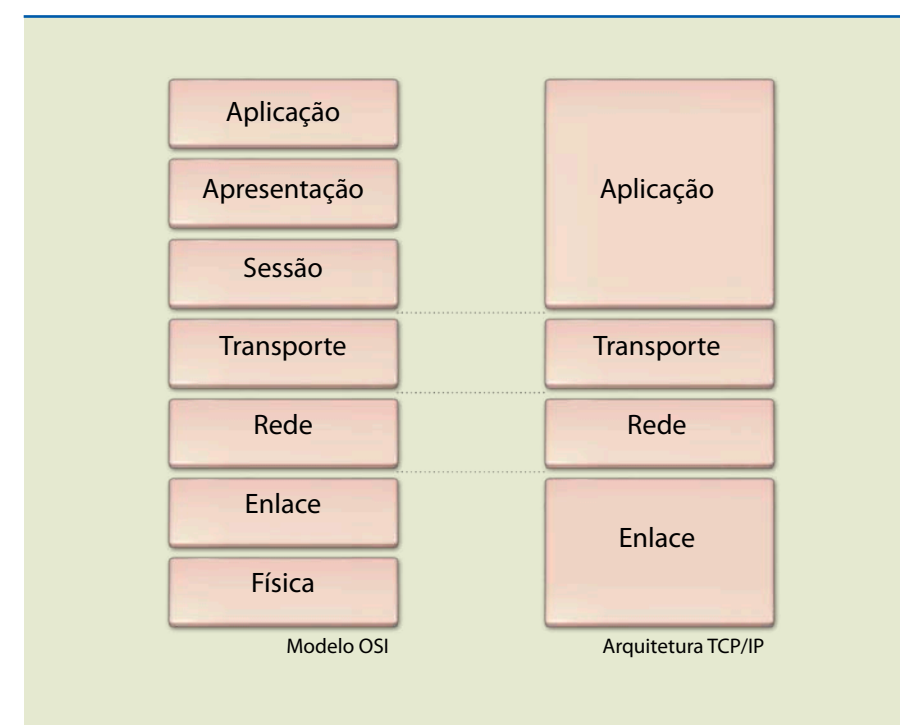 Aplicação
Apresentação
Sessão
Transporte
Rede
Enlace
Física
Modelo OSI
Aplicação
Transporte
Rede
Enlace
Arquitetura TCP/IP